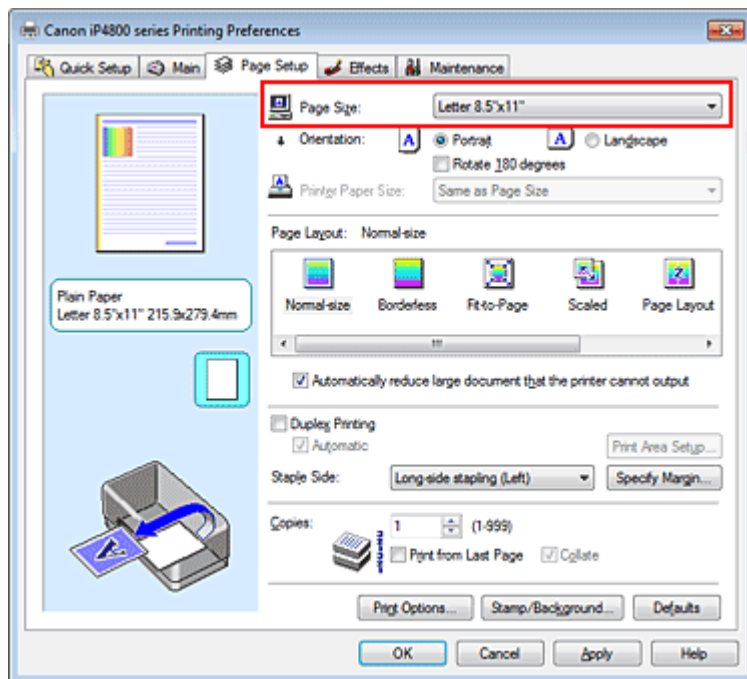 Canon iP4800 series Printing Preferences
Quick Setup Main Page Setup Effects Maintenance
Page Size: Letter 8.5"x11"
Orientation: A Portrait A Landscape
Rotate 180 degrees
Printer Paper Size: Same as Page Size
Page Layout: Normal-size
Normal-size Borderless Fit-to-Page Scaled Page Layout
Plain Paper
Letter 8.5"x11" 215.9x279.4mm
Automatically reduce large document that the printer cannot output
Duplex Printing
Automatic Print Area Setup...
Staple Side: Long-side stapling (Left) Specify Margin...
Copies: 1 (1-999)
Print from Last Page Collate
Print Options... Stamp/Background... Defaults
OK Cancel Apply Help